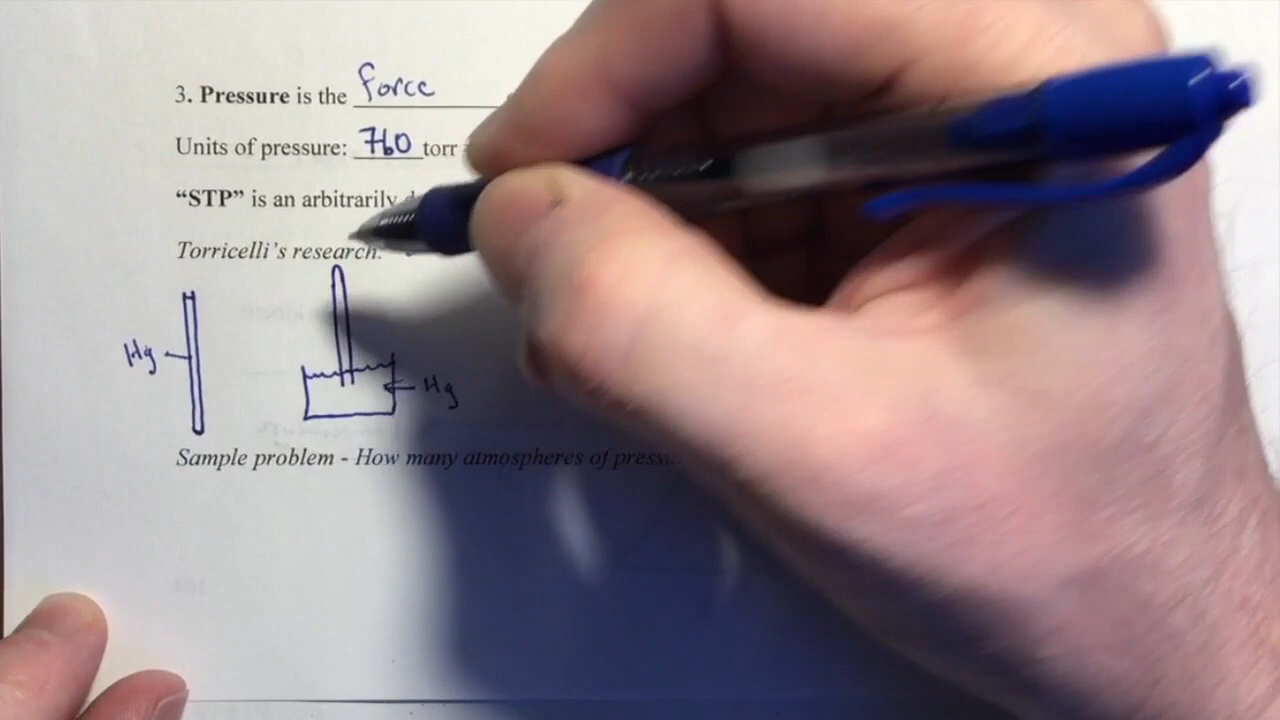 3. Pressure is the force
Units of pressure: 760 torr
“STP” is an arbitrarily
Torricelli’s research:
Hg
Hg
Sample problem - How many atmospheres of